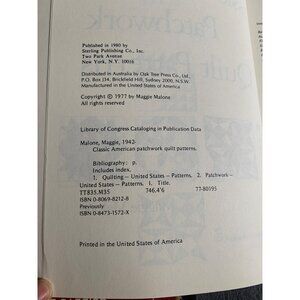 Published in 1980 by
Sterling Publishing Co., Inc.
Two Park Avenue
New York, N.Y. 10016
Distributed in Australia by Oak Tree Press Co., Ltd.
P.O. Box J34, Brickfield Hill, Sydney 2000, N.S.W.
Manufactured in the United States of America
Copyright © 1977 by Maggie Malone
All rights reserved
Library of Congress Cataloging in Publication Data
Malone, Maggie, 1942-
Classic American patchwork quilt patterns.
Bibliography: p.
Includes index.
1. Quilting—United States—Patterns. 2. Patchwork—
United States—Patterns. I. Title.
TT835.M35 746.4'6 77-80195
ISBN 0-8069-8212-8
Previously
ISBN 0-8473-1572-X
Printed in the United States of America